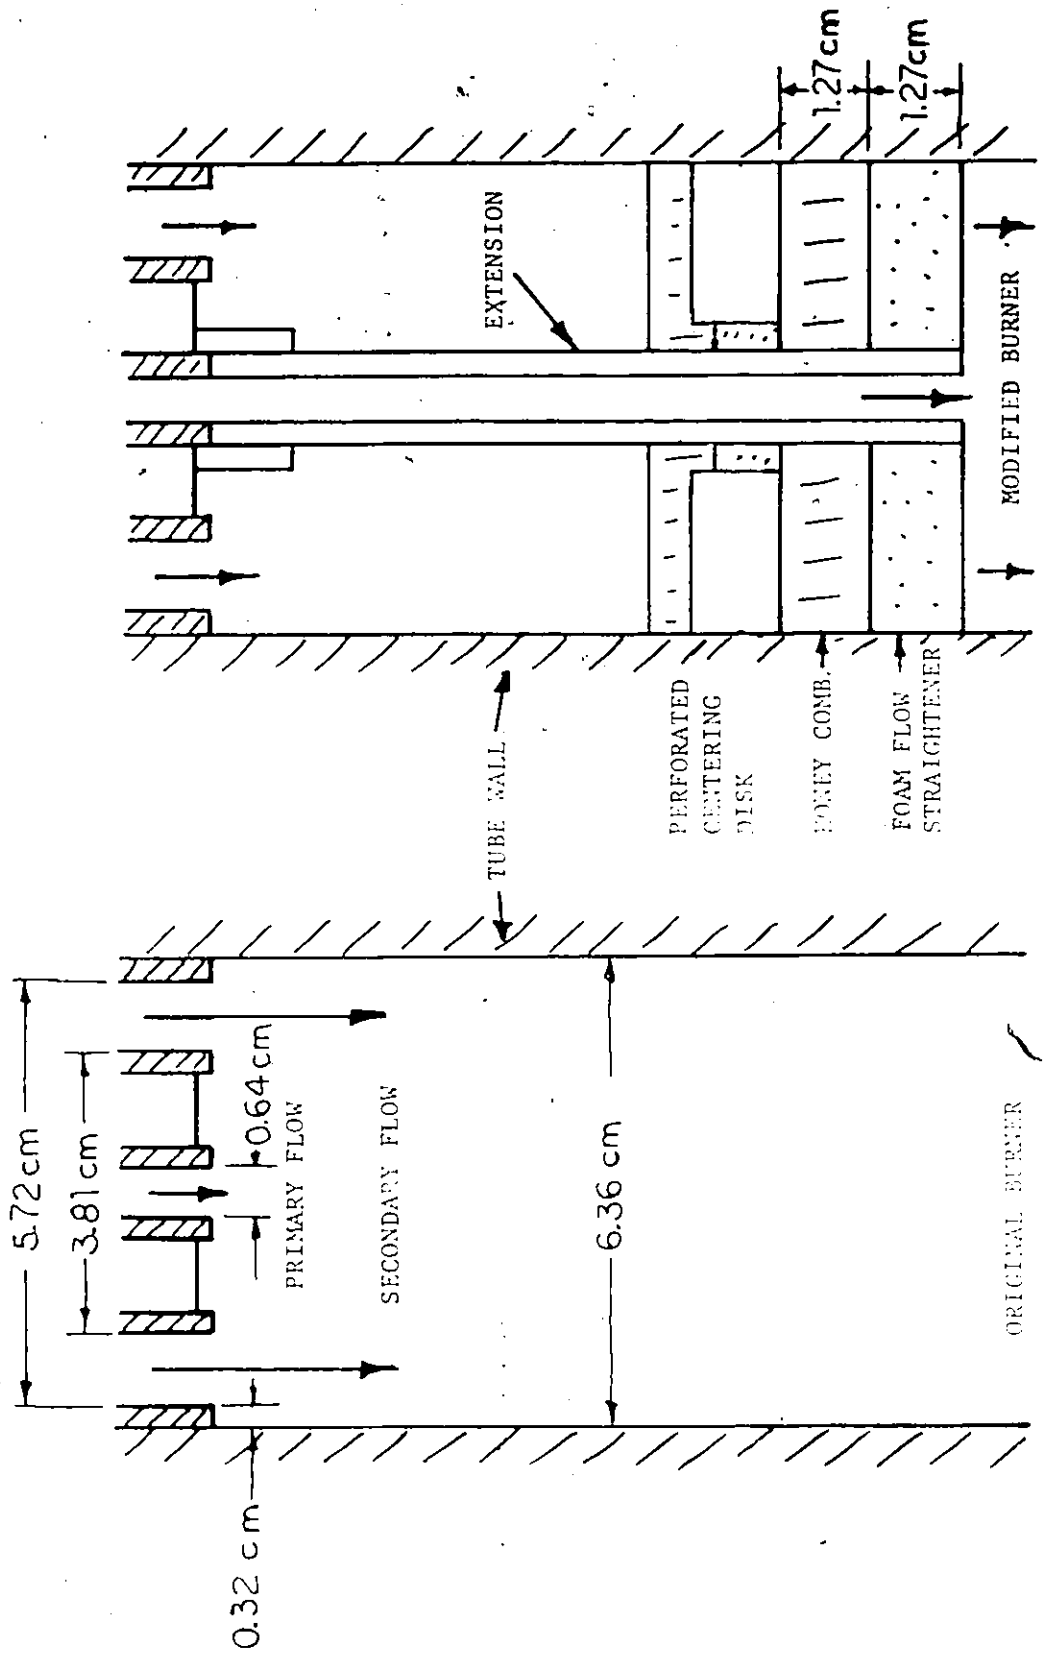 5.72 cm
3.81 cm
0.64 cm
0.32 cm
PRIMARY FLOW
SECONDARY FLOW
6.36 cm
ORIGINAL BURNER
TUBE WALL
EXTENSION
PERFORATED
CENTERING
DISK
HONEY COMB.
FOAM FLOW
STRAIGHTENER
1.27cm
1.27cm
MODIFIED BURNER